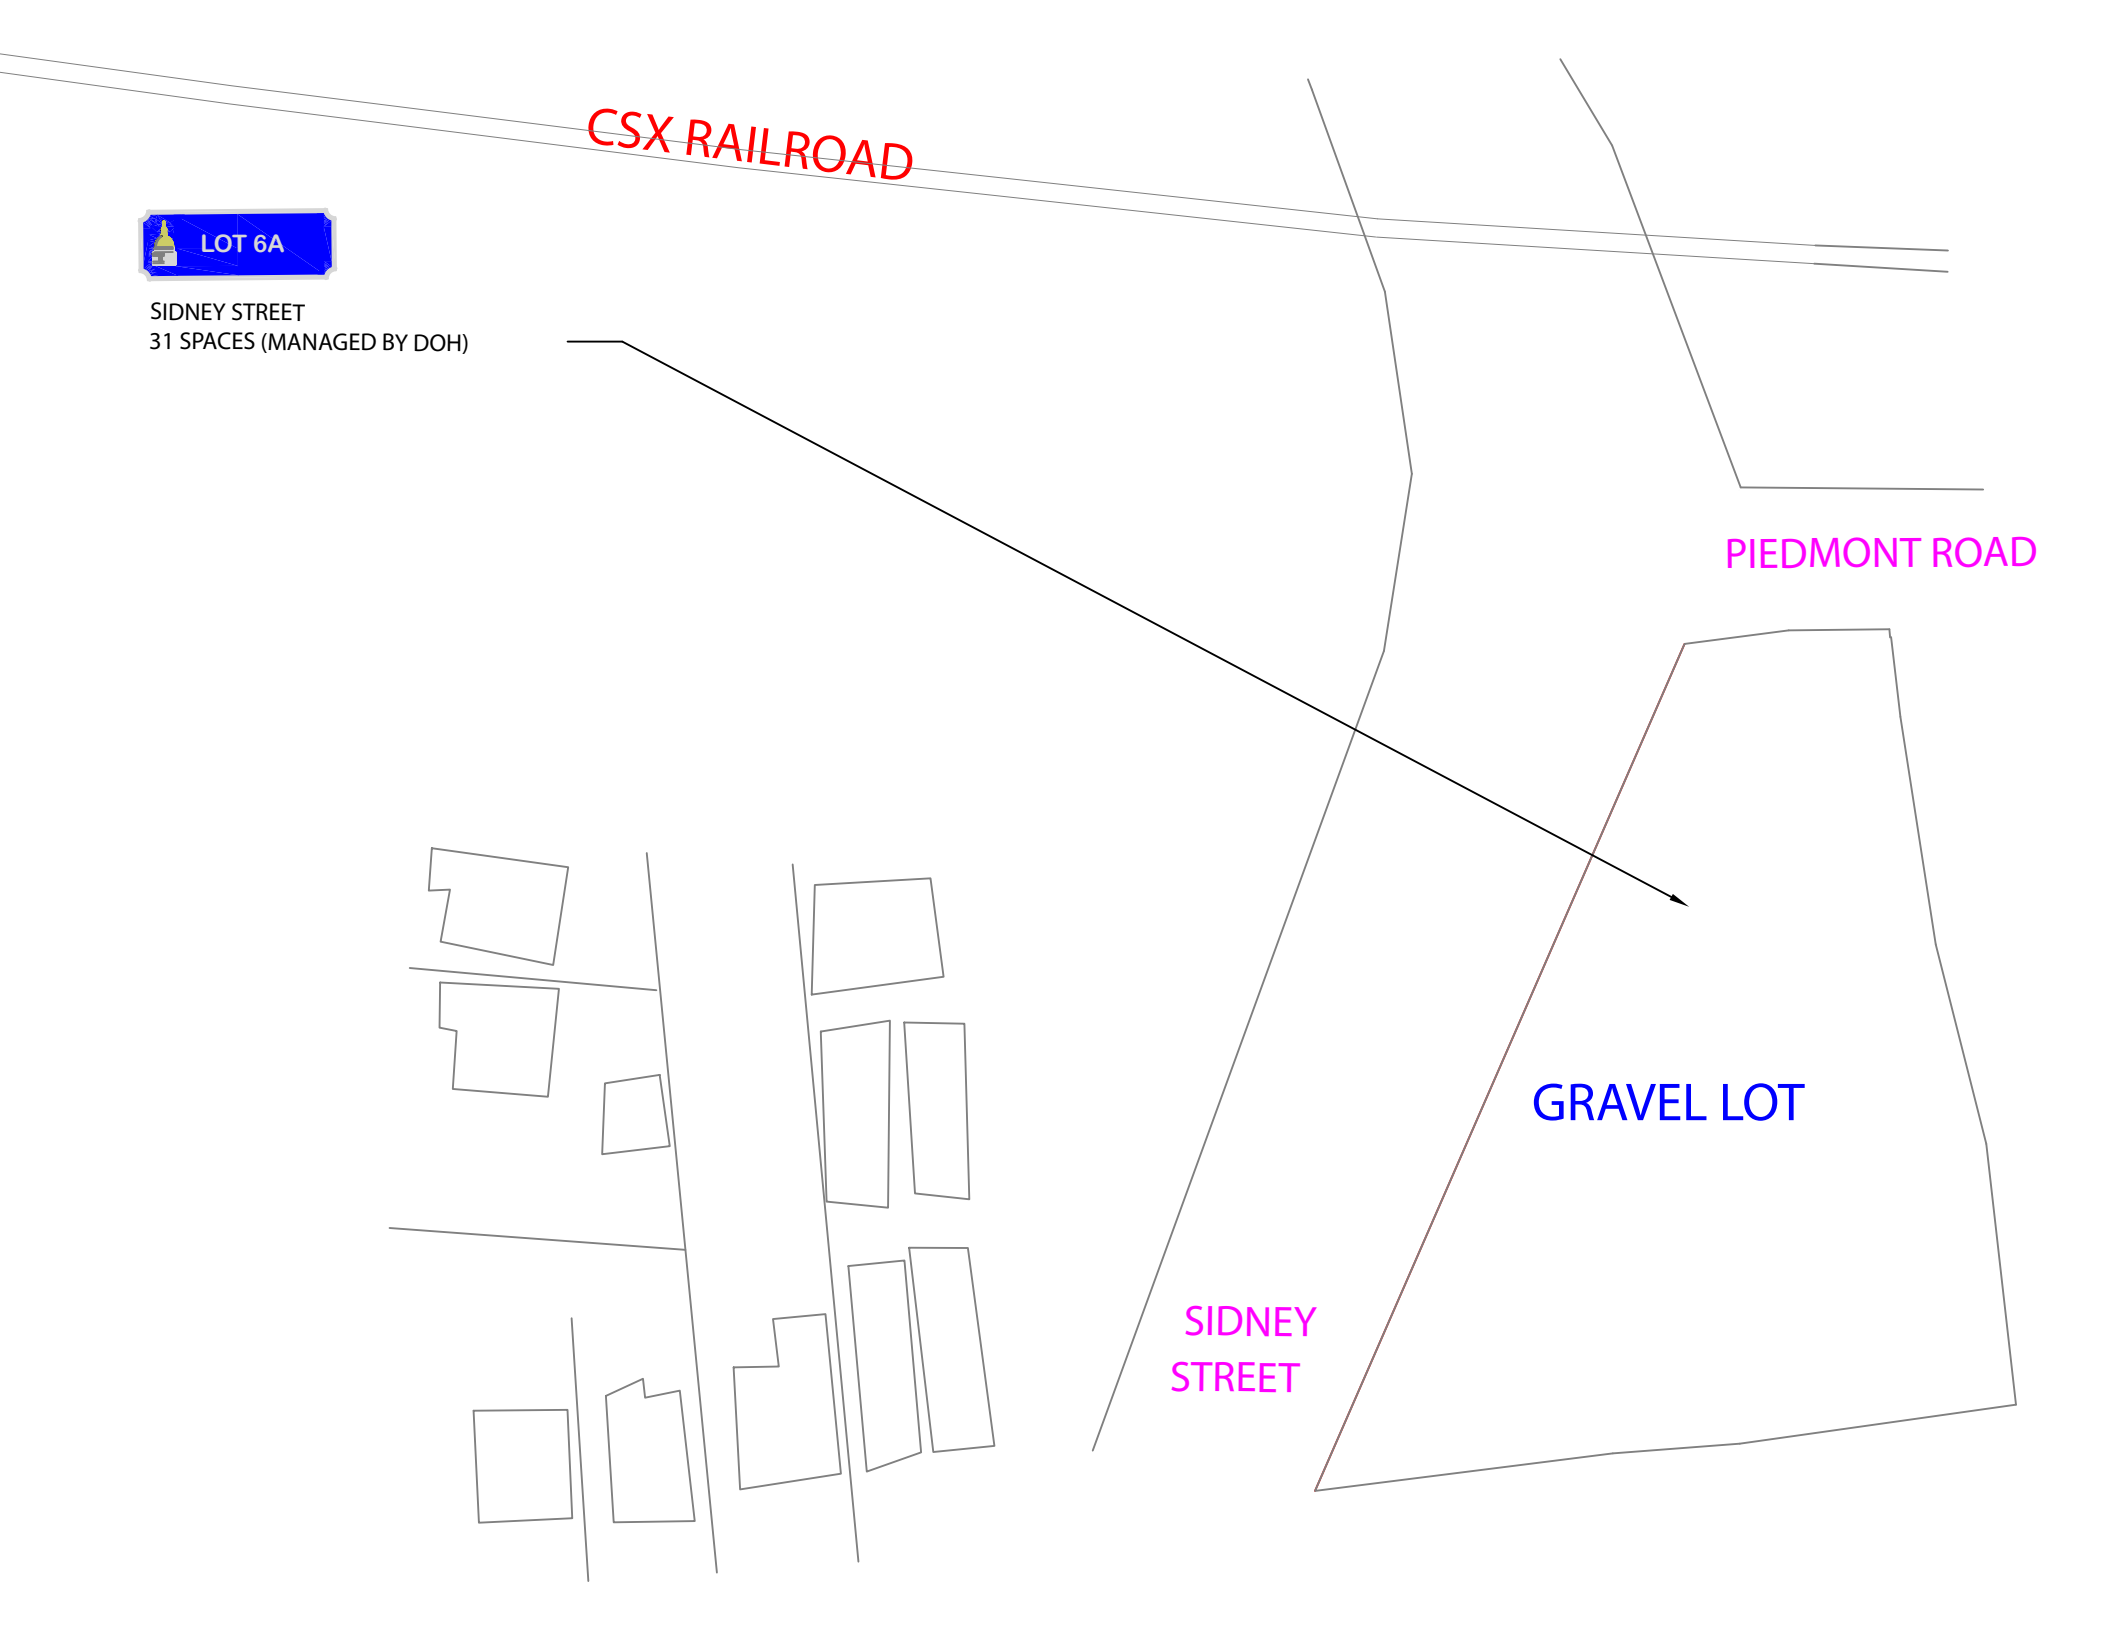 CSX RAILROAD
LOT 6A
SIDNEY STREET
31 SPACES (MANAGED BY DOH)
PIEDMONT ROAD
GRAVEL LOT
SIDNEY
STREET